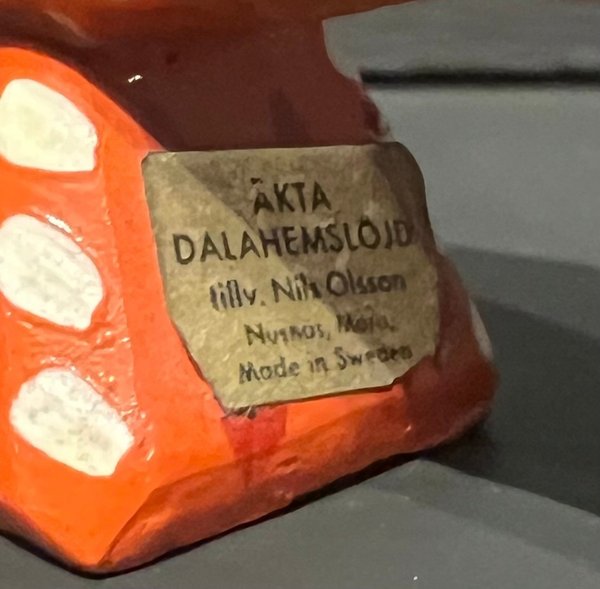 ÄKTA
DALAHEMSLÖJD
tillv. Nils Olsson
Nusnäs, Mora.
Made in Sweden